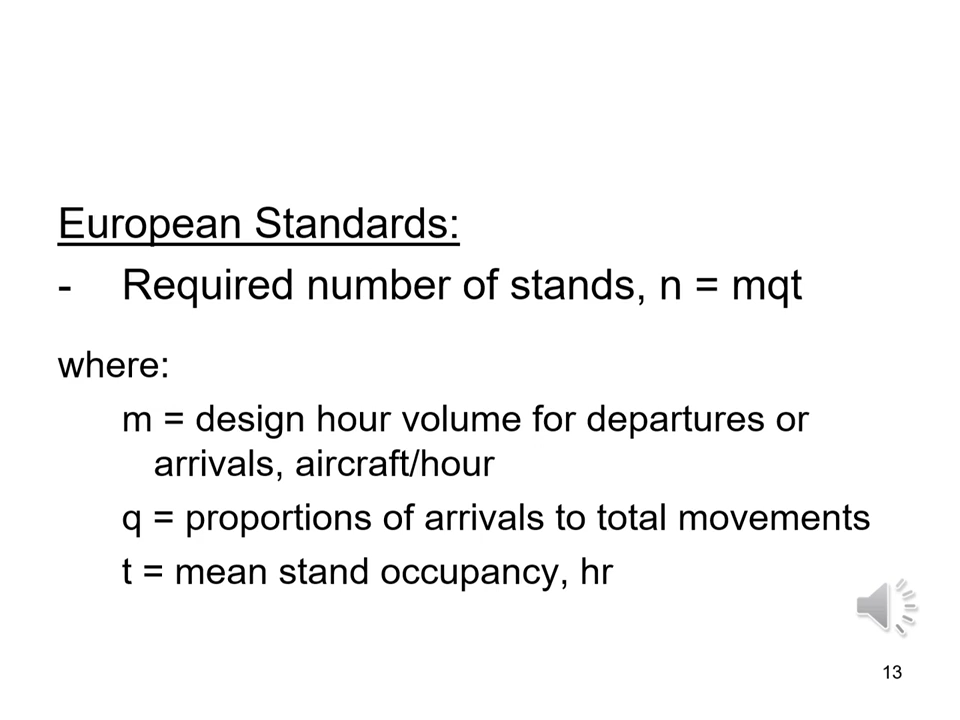 European Standards:
- Required number of stands, n = mqt
where:
m = design hour volume for departures or
arrivals, aircraft/hour
q = proportions of arrivals to total movements
t = mean stand occupancy, hr
13